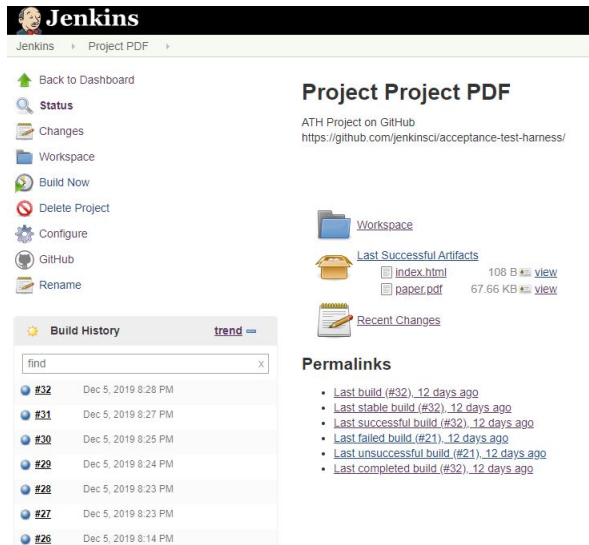 Jenkins
Jenkins Project PDF
Back to Dashboard
Status
Changes
Workspace
Build Now
Delete Project
Configure
GitHub
Rename
Build History trend
find x
#32 Dec 5, 2019 8:28 PM
#31 Dec 5, 2019 8:27 PM
#30 Dec 5, 2019 8:25 PM
#29 Dec 5, 2019 8:24 PM
#28 Dec 5, 2019 8:23 PM
#27 Dec 5, 2019 8:23 PM
#26 Dec 5, 2019 8:14 PM
Project Project PDF
ATH Project on GitHub
https://github.com/jenkinsci/acceptance-test-harness/
Workspace
Last Successful Artifacts
index.html 108 B view
paper.pdf 67.66 KB view
Recent Changes
Permalinks
Last build (#32), 12 days ago
Last stable build (#32), 12 days ago
Last successful build (#32), 12 days ago
Last failed build (#21), 12 days ago
Last unsuccessful build (#21), 12 days ago
Last completed build (#32), 12 days ago